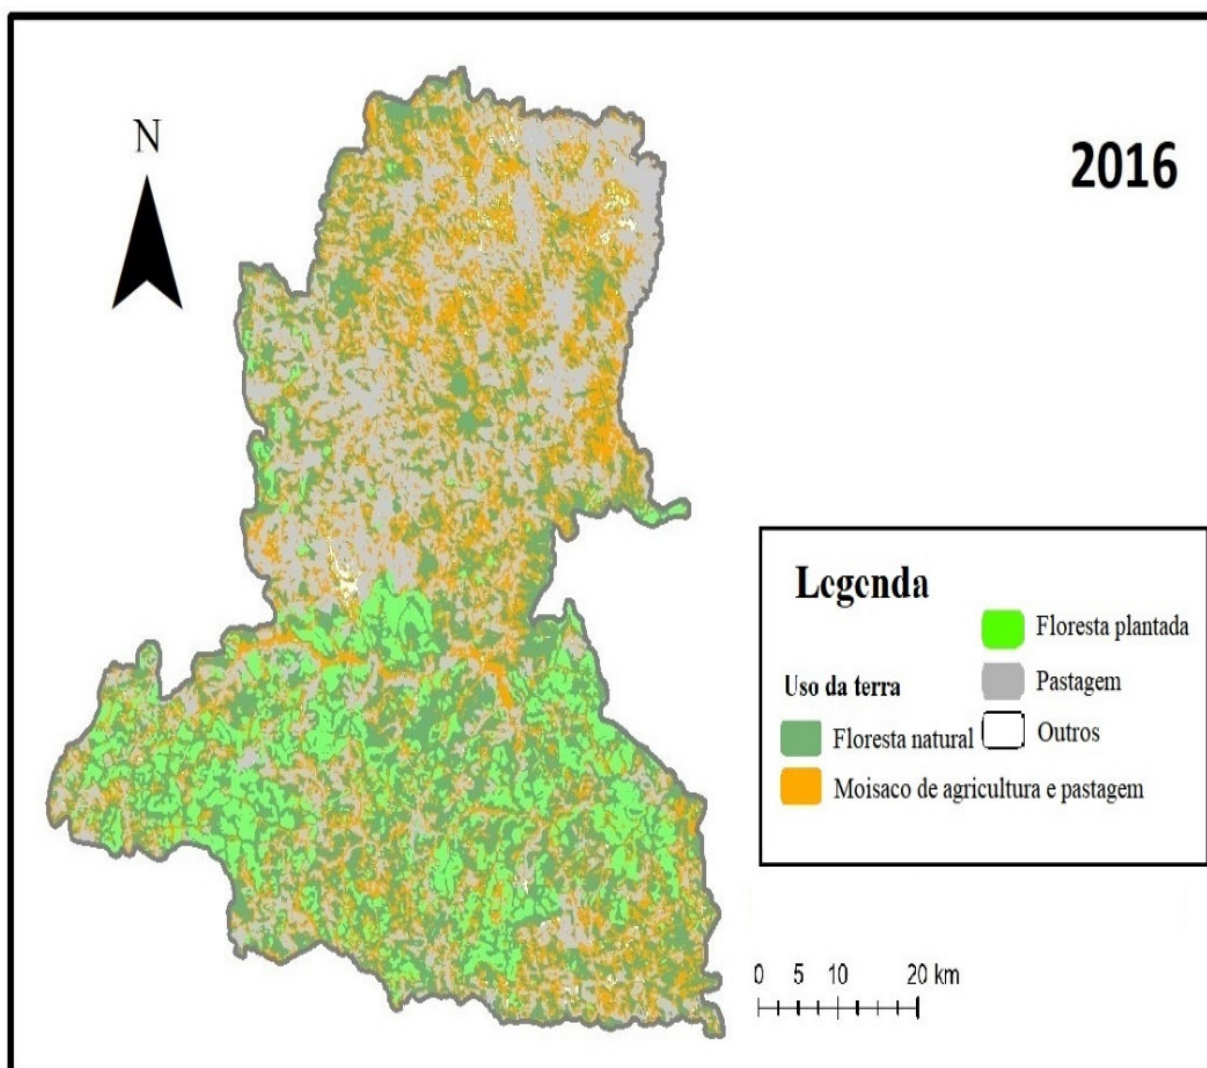 N
2016
Legenda
Uso da terra
Floresta natural
Moisaco de agricultura e pastagem
Floresta plantada
Pastagem
Outros
0 5 10 20 km